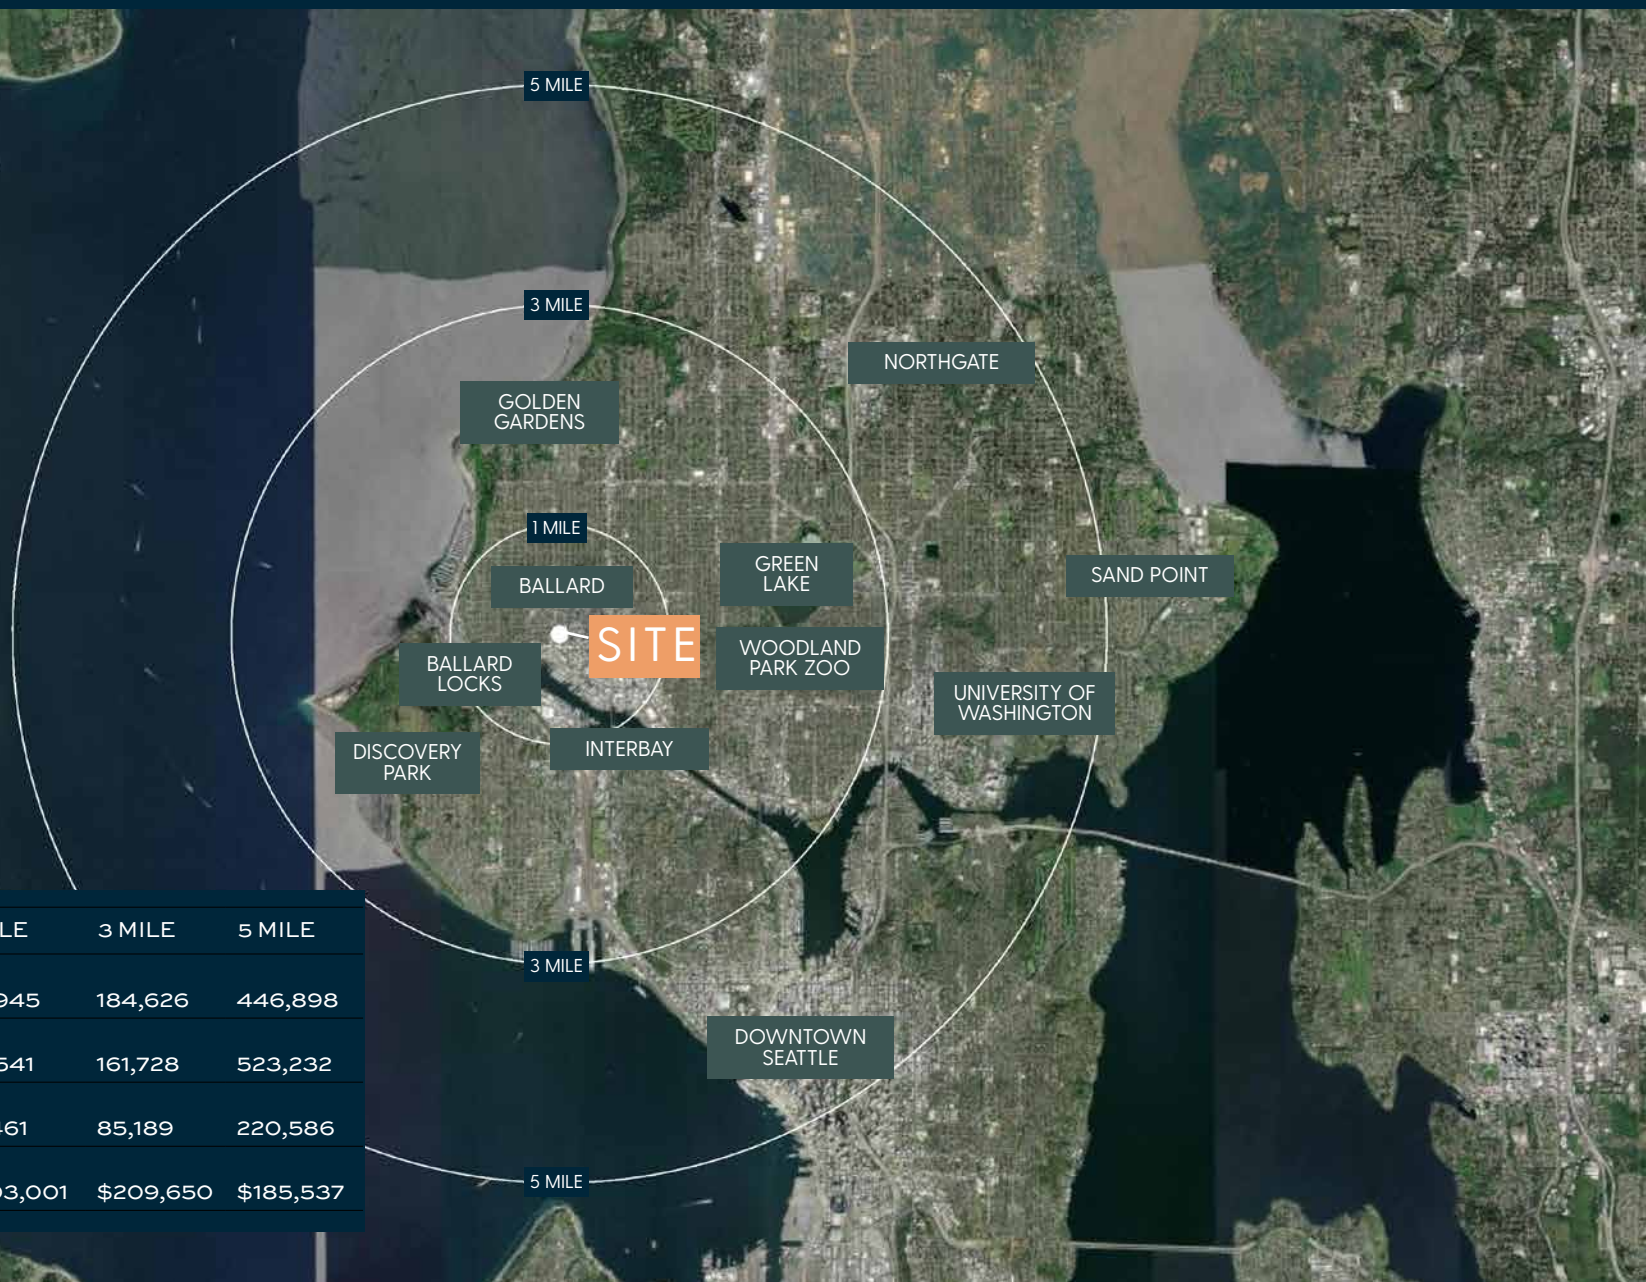 5 MILE
3 MILE
NORTHGATE
GOLDEN
GARDENS
1 MILE
GREEN
LAKE
BALLARD
SAND POINT
SITE
WOODLAND
PARK ZOO
BALLARD
LOCKS
UNIVERSITY OF
WASHINGTON
INTERBAY
DISCOVERY
PARK
3 MILE
DOWNTOWN
SEATTLE
5 MILE
3 MILE 5 MILE
184,626 446,898
161,728 523,232
85,189 220,586
$209,650 $185,537